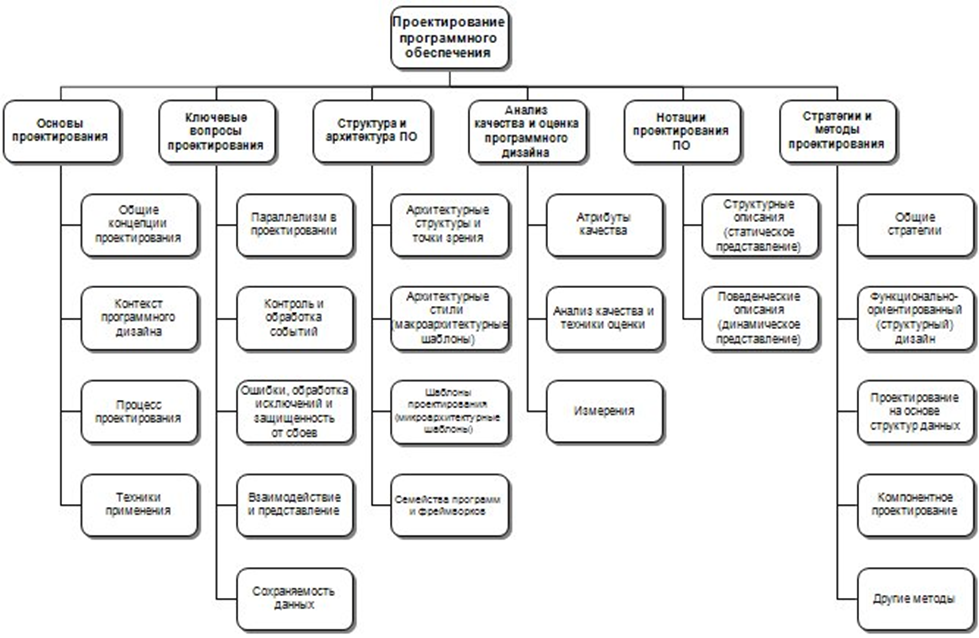 Проектирование
программного
обеспечения
Основы
проектирования
Ключевые
вопросы
проектирования
Структура и
архитектура ПО
Анализ
качества и оценка
программного
дизайна
Нотации
проектирования
ПО
Стратегии и
методы
проектирования
Общие
концепции
проектирования
Контекст
программного
дизайна
Процесс
проектирования
Техники
применения
Параллелизм в
проектировании
Контроль и
обработка
событий
Ошибки, обработка
исключений и
защищенность
от сбоев
Взаимодействие
и представление
Сохраняемость
данных
Архитектурные
структуры и
точки зрения
Архитектурные
стили
(макроархитектурные
шаблоны)
Шаблоны
проектирования
(микроархитектурные
шаблоны)
Семейства программ
и фреймворков
Атрибуты
качества
Анализ качества и
техники оценки
Измерения
Структурные
описания
(статическое
представление)
Поведенческие
описания
(динамическое
представление)
Общие
стратегии
Функционально-
ориентированный
(структурный)
дизайн
Проектирование
на основе
структур данных
Компонентное
проектирование
Другие методы